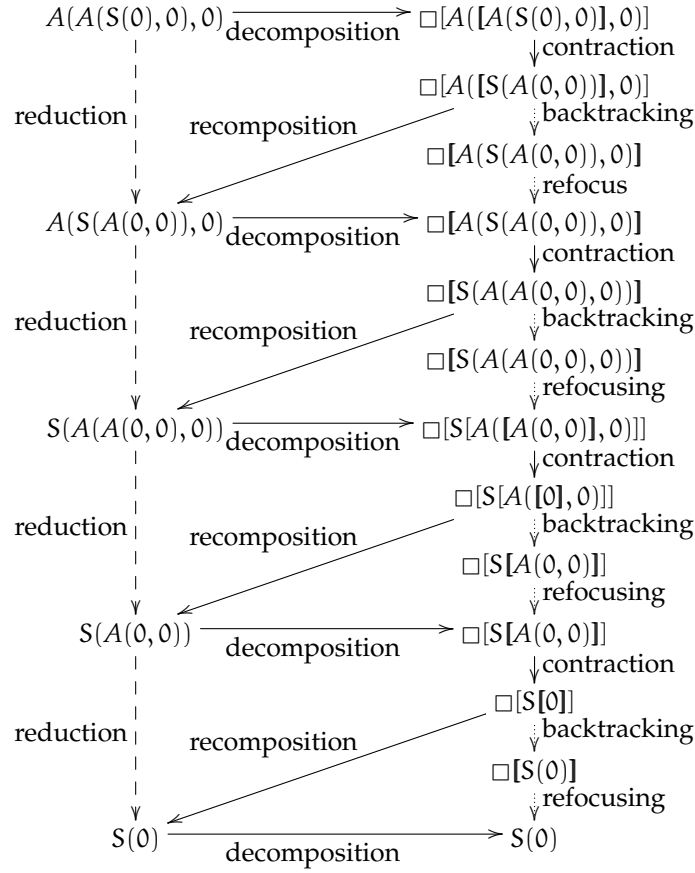 A(A(S(0),0),0) decomposition □[A([A(S(0),0)],0)]
contraction
□[A([S(A(0,0))],0)]
reduction recomposition backtracking
□[A(S(A(0,0)),0)]
refocus
A(S(A(0,0)),0) decomposition □[A(S(A(0,0)),0)]
contraction
□[S(A(A(0,0),0))]
reduction recomposition backtracking
□[S(A(A(0,0),0))]
refocusing
S(A(A(0,0),0)) decomposition □[S[A([A(0,0)],0)]]
contraction
□[S[A([0],0)]]
reduction recomposition backtracking
□[S[A(0,0)]]
refocusing
S(A(0,0)) decomposition □[S[A(0,0)]]
contraction
□[S[0]]
reduction recomposition backtracking
□[S(0)]
refocusing
S(0) decomposition S(0)